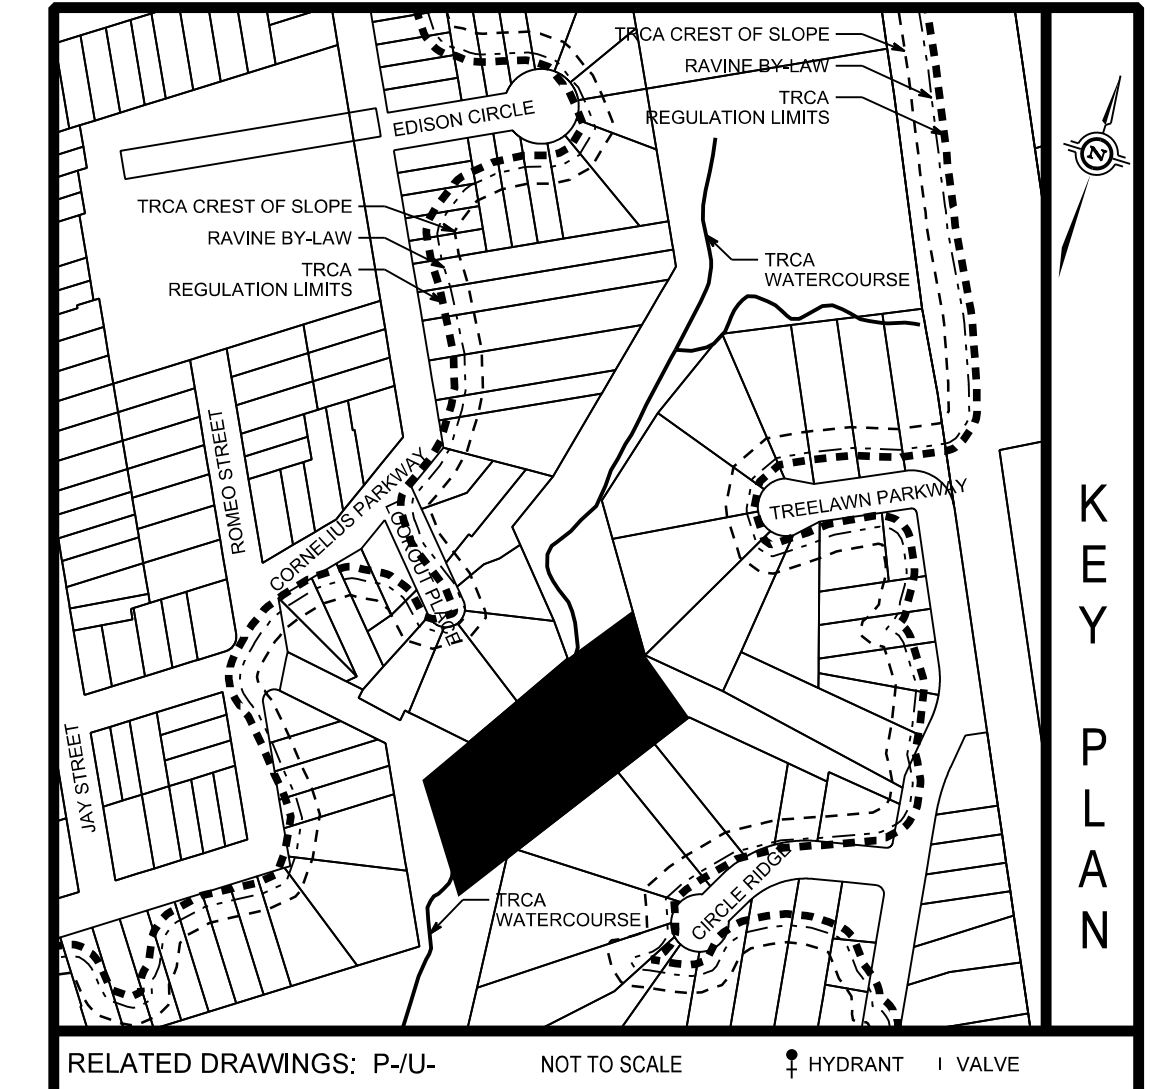 TRCA CREST OF SLOPE
RAVINE BY-LAW
TRCA
REGULATION LIMITS
EDISON CIRCLE
N
TRCA CREST OF SLOPE
RAVINE BY-LAW
TRCA
REGULATION LIMITS
TRCA
WATERCOURSE
ROMEO STREET
CORNELIUS PARKWAY
LOOKOUT PLACE
TREELAWN PARKWAY
KEY PLAN
JAY STREET
CIRCLE RIDGE
TRCA
WATERCOURSE
RELATED DRAWINGS: P-/U-
NOT TO SCALE
HYDRANT
VALVE